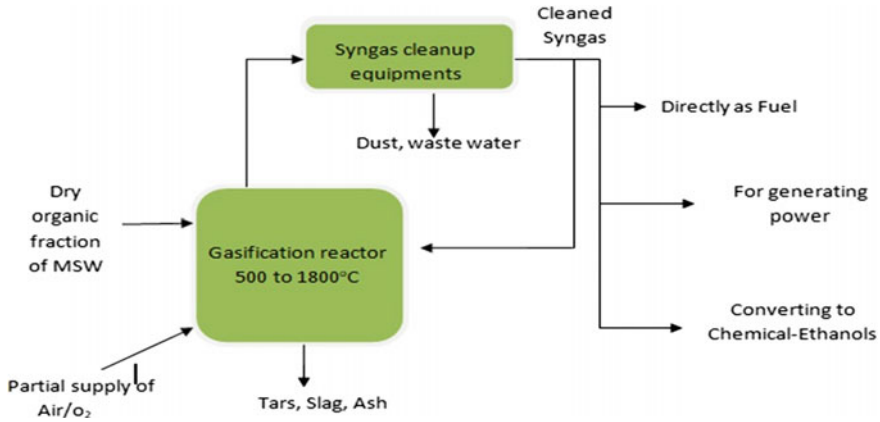 Cleaned
Syngas
Syngas cleanup
equipments
Directly as Fuel
Dust, waste water
Dry
organic
fraction
of MSW
For generating
power
Gasification reactor
500 to 1800°C
Converting to
Chemical-Ethanols
Partial supply of
Air/o₂
Tars, Slag, Ash